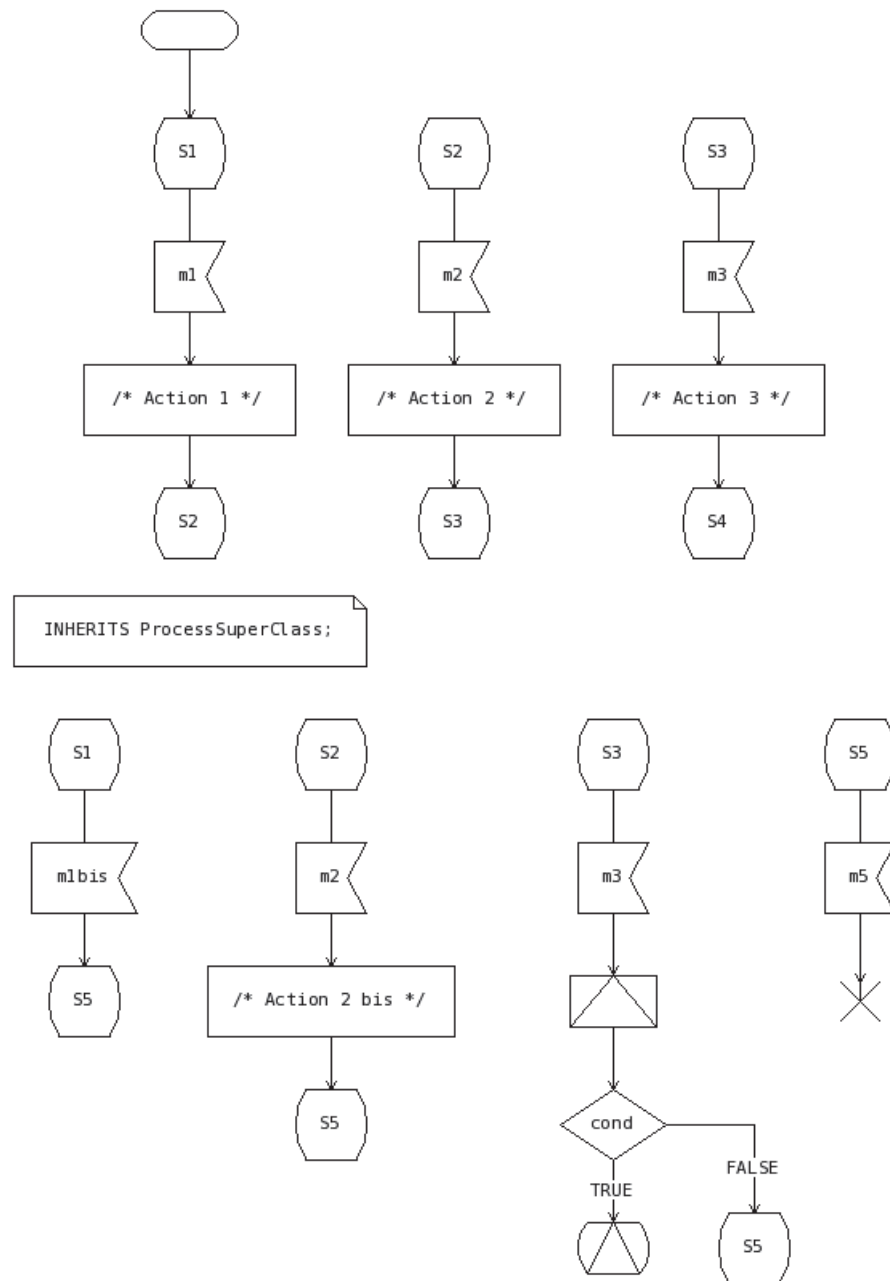 S1 S2 S3
m1 m2 m3
/* Action 1 */ /* Action 2 */ /* Action 3 */
S2 S3 S4
INHERITS ProcessSuperClass;
S1 S2 S3 S5
m1bis m2 m3 m5
S5 /* Action 2 bis */
S5 cond
FALSE
TRUE
S5